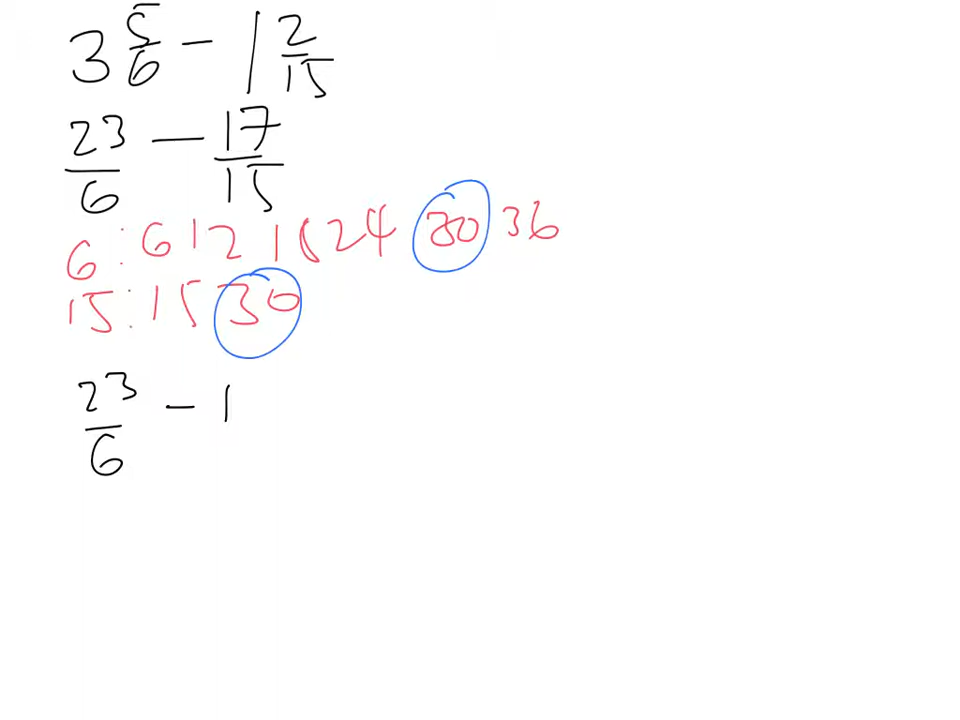 3 5/6 - 1 2/15
23/6 - 17/15
6: 6 12 18 24 30 36
15: 15 30
23/6 - 1